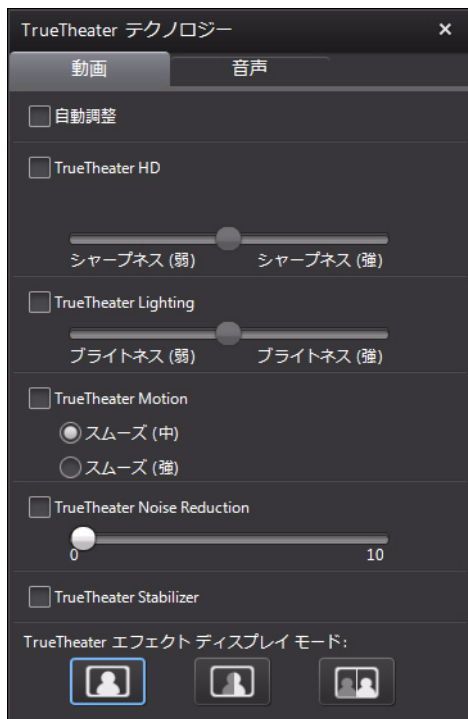 TrueTheater テクノロジー ×
動画 音声
自動調整
TrueTheater HD
シャープネス (弱) シャープネス (強)
TrueTheater Lighting
ブライトネス (弱) ブライトネス (強)
TrueTheater Motion
スムーズ (中)
スムーズ (強)
TrueTheater Noise Reduction
0 10
TrueTheater Stabilizer
TrueTheater エフェクト ディスプレイ モード: